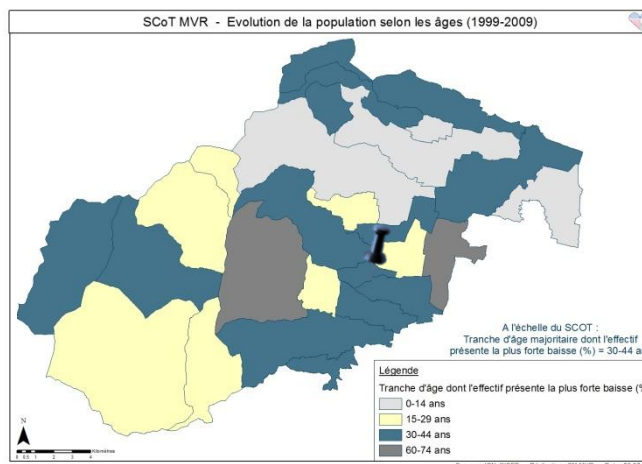 SCoT MVR - Evolution de la population selon les âges (1999-2009)
A l'échelle du SCOT :
Tranche d'âge majoritaire dont l'effectif
présente la plus forte baisse (%) = 30-44 an
Légende
Tranche d'âge dont l'effectif présente la plus forte baisse (%
0-14 ans
15-29 ans
30-44 ans
60-74 ans
N
Kilomètres